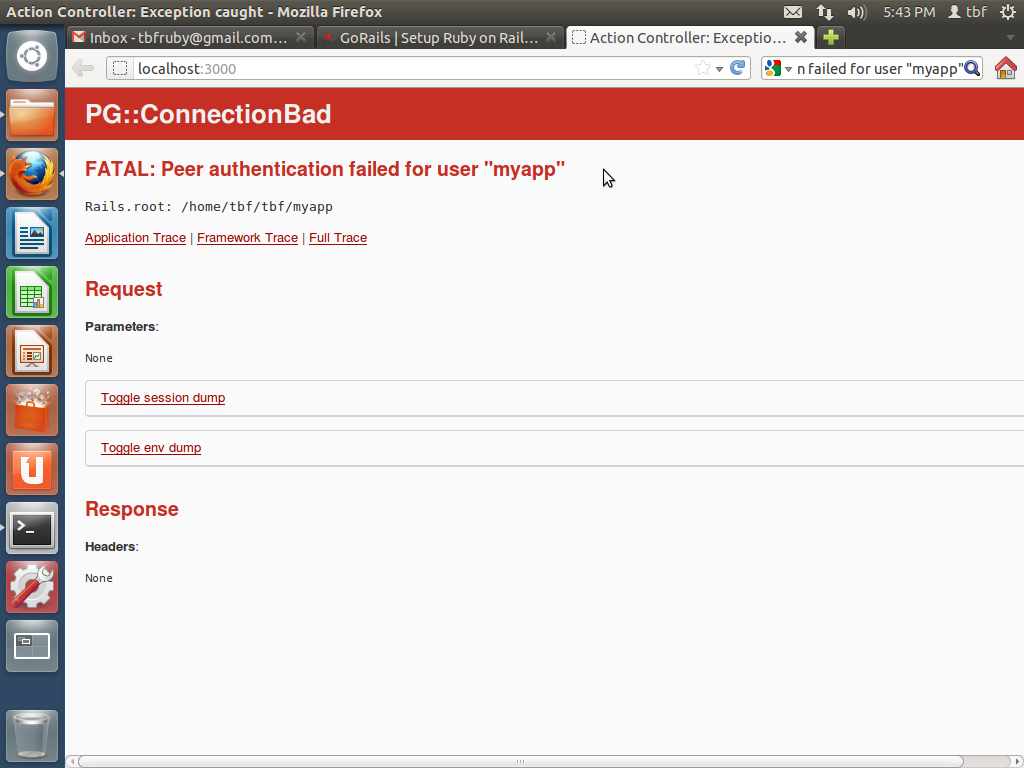 Action Controller: Exception caught - Mozilla Firefox
5:43 PM
tbf
Inbox - tbfruby@gmail.com...
GoRails | Setup Ruby on Rail...
Action Controller: Exceptio...
localhost:3000
n failed for user "myapp"
PG::ConnectionBad
FATAL: Peer authentication failed for user "myapp"
Rails.root: /home/tbf/tbf/myapp
Application Trace | Framework Trace | Full Trace
Request
Parameters:
None
Toggle session dump
Toggle env dump
Response
Headers:
None